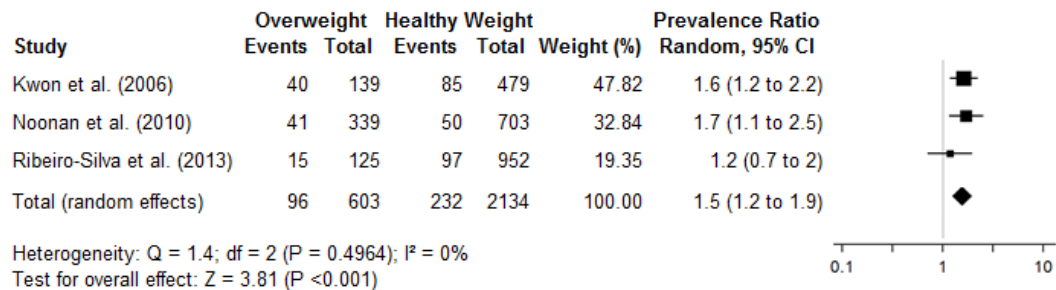 Overweight Healthy Weight Prevalence Ratio
Study Events Total Events Total Weight (%) Random, 95% CI
Kwon et al. (2006) 40 139 85 479 47.82 1.6 (1.2 to 2.2)
Noonan et al. (2010) 41 339 50 703 32.84 1.7 (1.1 to 2.5)
Ribeiro-Silva et al. (2013) 15 125 97 952 19.35 1.2 (0.7 to 2)
Total (random effects) 96 603 232 2134 100.00 1.5 (1.2 to 1.9)
Heterogeneity: Q = 1.4; df = 2 (P = 0.4964); I² = 0%
Test for overall effect: Z = 3.81 (P <0.001)
0.1 1 10